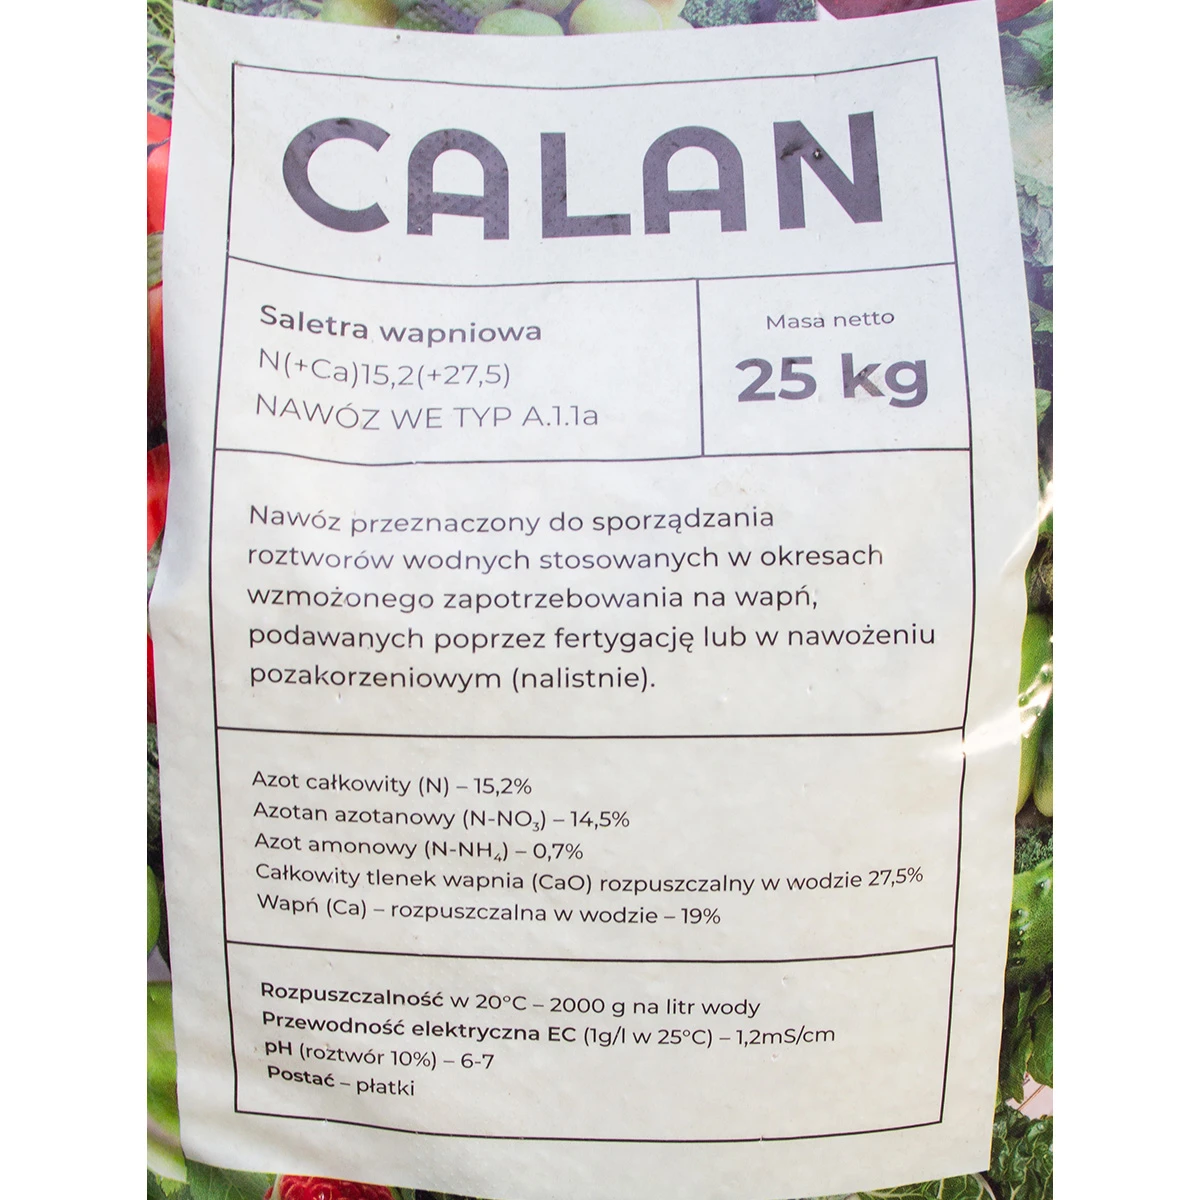 CALAN
Saletra wapniowa
N(+Ca)15,2(+27,5)
NAWÓZ WE TYP A.1.1a
Masa netto
25 kg
Nawóz przeznaczony do sporządzania
roztworów wodnych stosowanych w okresach
wzmożonego zapotrzebowania na wapń,
podawanych poprzez fertygację lub w nawożeniu
pozakorzeniowym (nalistnie).
Azot całkowity (N) – 15,2%
Azotan azotanowy (N-NO₃) – 14,5%
Azot amonowy (N-NH₄) – 0,7%
Całkowity tlenek wapnia (CaO) rozpuszczalny w wodzie 27,5%
Wapń (Ca) – rozpuszczalna w wodzie – 19%
Rozpuszczalność w 20°C – 2000 g na litr wody
Przewodność elektryczna EC (1g/l w 25°C) – 1,2mS/cm
pH (roztwór 10%) – 6-7
Postać – płatki